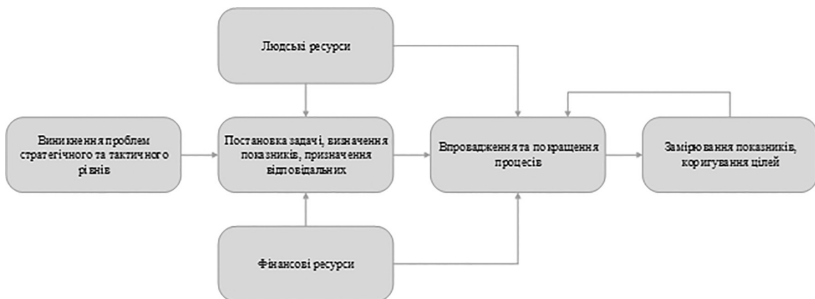 Людські ресурси
Виникнення проблем
стратегічного та тактичного
рівнів
Постановка задачі, визначення
показників, призначення
відповідальних
Впровадження та покращення
процесів
Замірювання показників,
коригування цілей
Фінансові ресурси